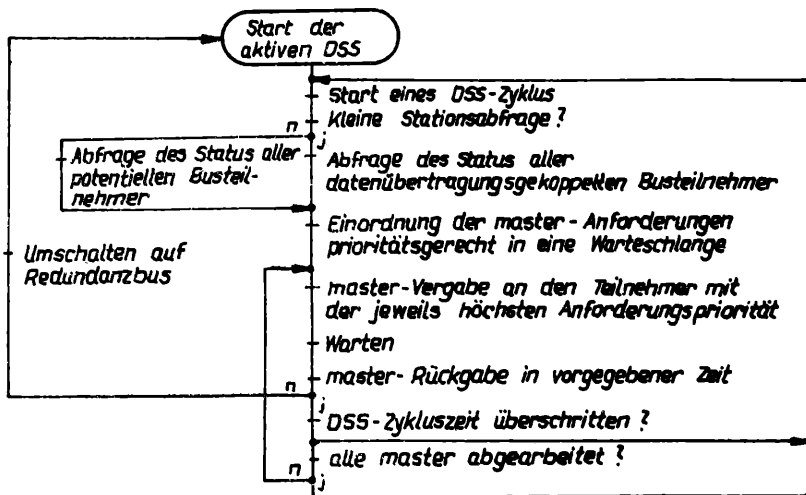 Start der
aktiven DSS
Start eines DSS-Zyklus
Kleine Stationsabfrage ?
n
j
Abfrage des Status aller
potentiellen Busteil-
nehmer
Abfrage des Status aller
datenübertragungsgekoppelten Busteilnehmer
Einordnung der master-Anforderungen
prioritätsgerecht in eine Warteschlange
Umschalten auf
Redundanzbus
master-Vergabe an den Teilnehmer mit
der jeweils höchsten Anforderungspriorität
Warten
master-Rückgabe in vorgegebener Zeit
n
j
DSS-Zykluszeit überschritten ?
alle master abgearbeitet ?
n
j